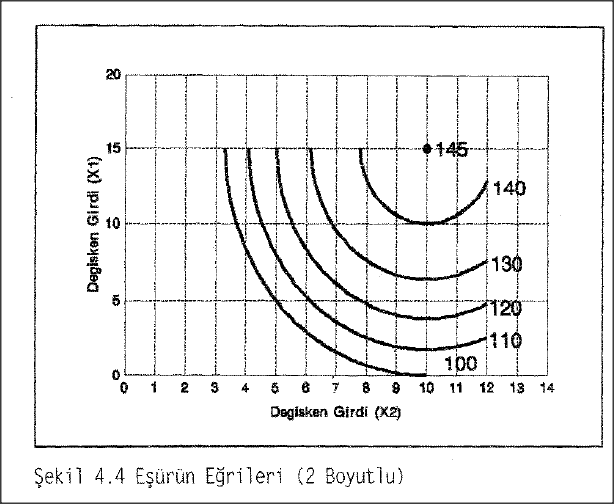 20
15
10
5
0
Degisken Girdi (X1)
145
140
130
120
110
100
0 1 2 3 4 5 6 7 8 9 10 11 12 13 14
Degisken Girdi (X2)
Şekil 4.4 Eşürün Eğrileri (2 Boyutlu)